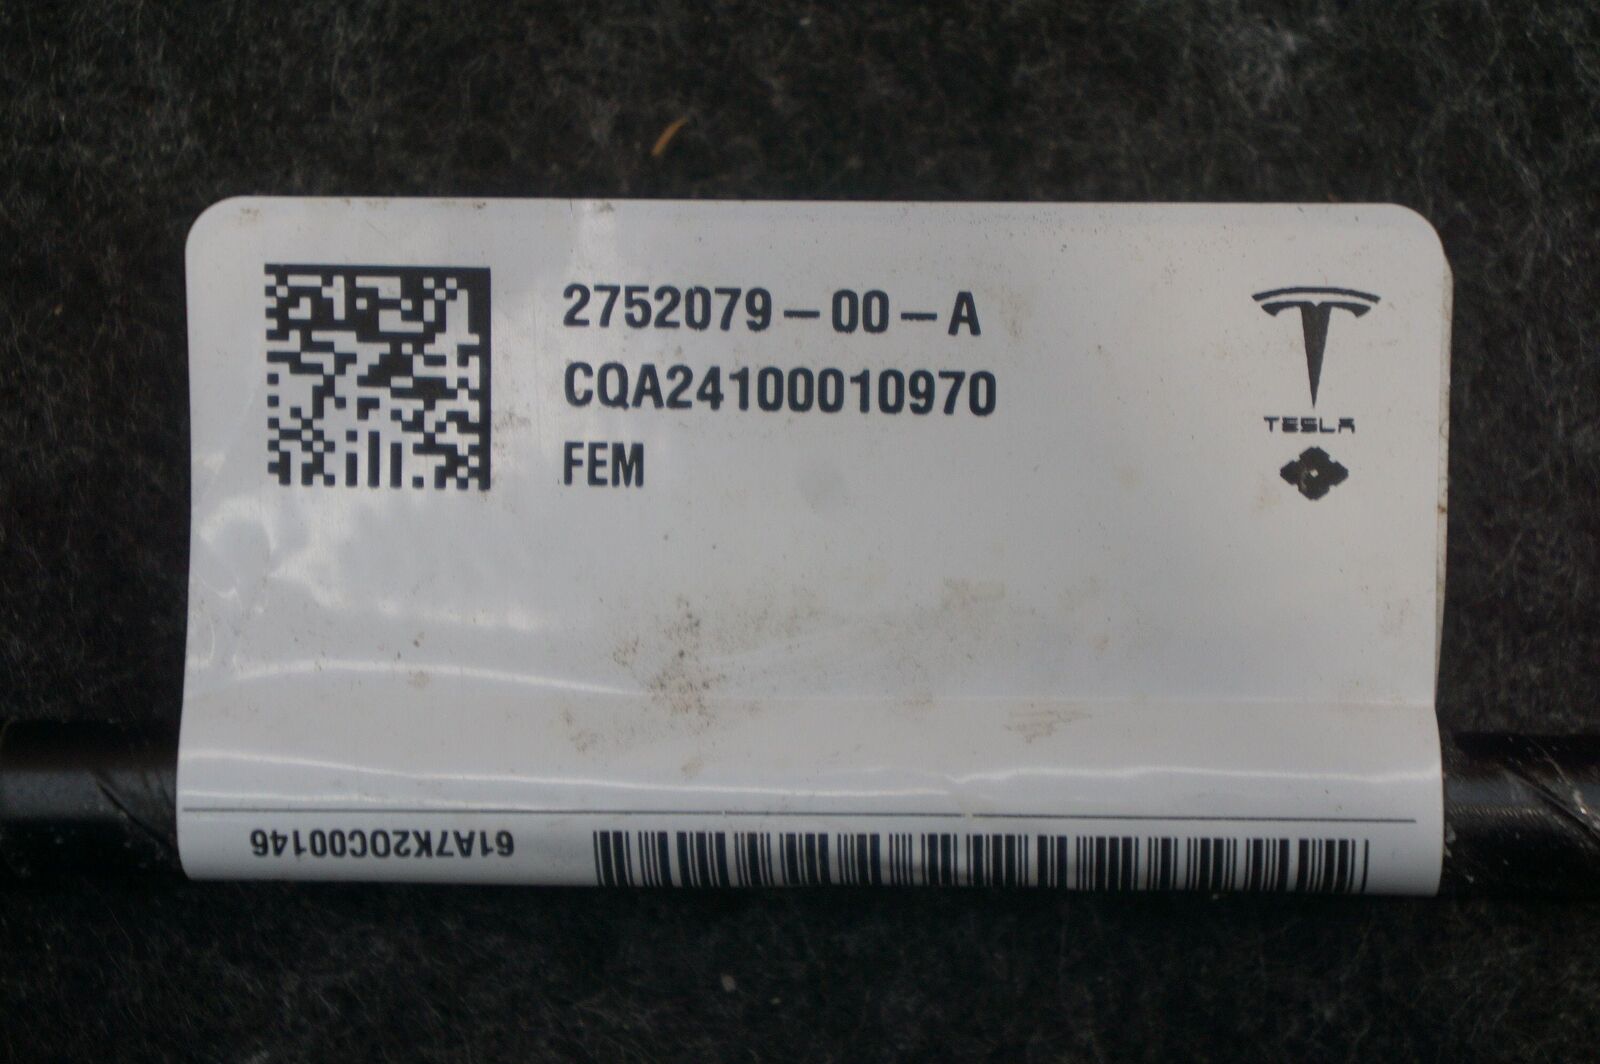 2752079-00-A
CQA24100010970
FEM
TESLA
61A7K20C00146